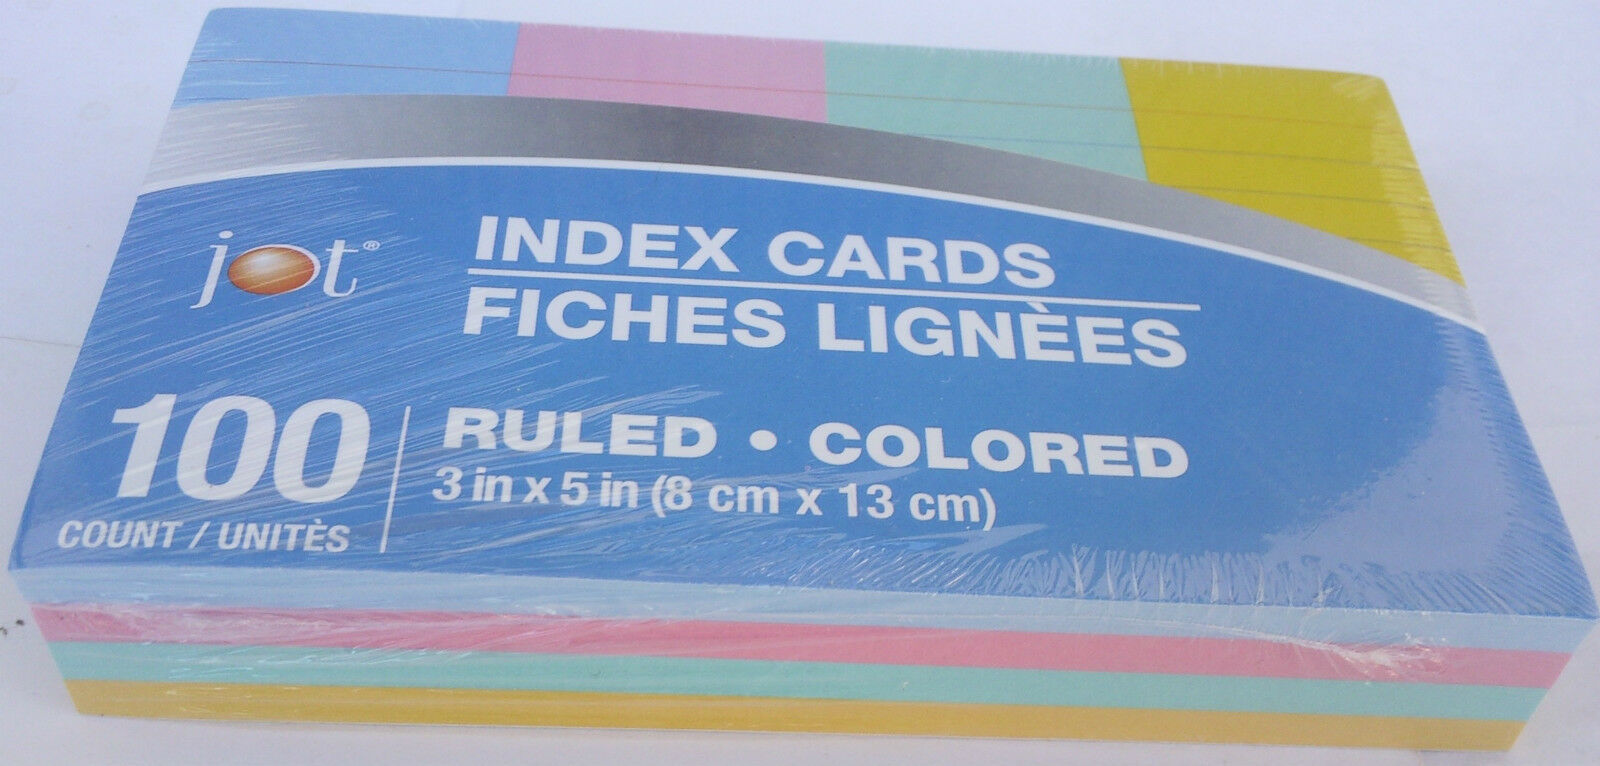 jot®
INDEX CARDS
FICHES LIGNÈES
100
COUNT / UNITÈS
RULED • COLORED
3 in x 5 in (8 cm x 13 cm)